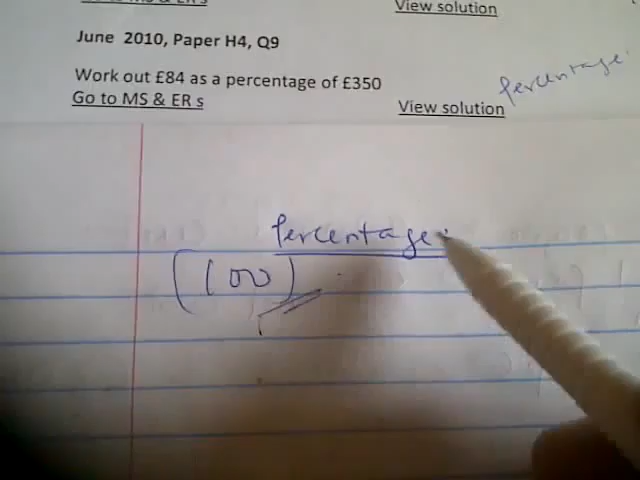 View solution
June 2010, Paper H4, Q9
Work out £84 as a percentage of £350
Go to MS & ER s
View solution
Percentage.
Percentage.
(100)